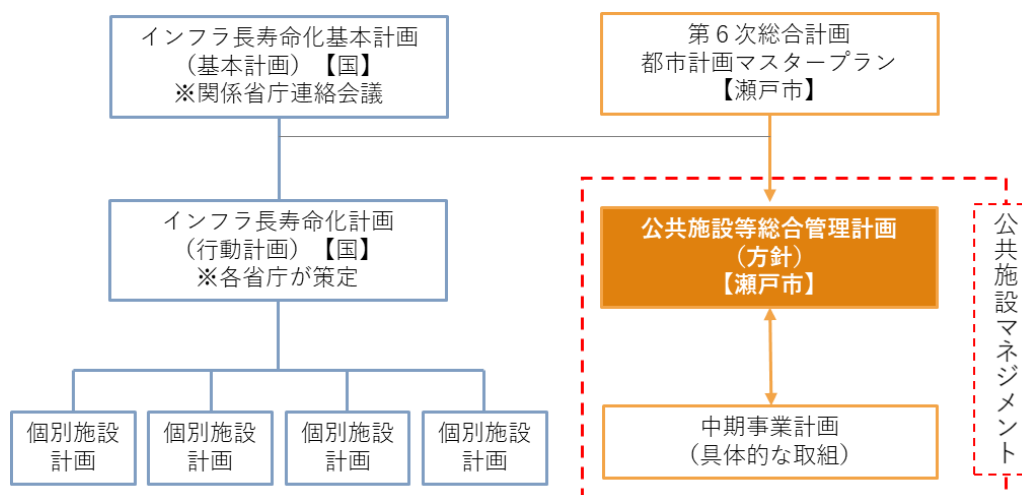 インフラ長寿命化基本計画
（基本計画）【国】
※関係省庁連絡会議
第６次総合計画
都市計画マスタープラン
【瀬戸市】
インフラ長寿命化計画
（行動計画）【国】
※各省庁が策定
公共施設等総合管理計画
（方針）
【瀬戸市】
公共施設マネジメント
個別施設
計画
個別施設
計画
個別施設
計画
個別施設
計画
中期事業計画
（具体的な取組）